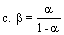 c. β = α / (1 - α)